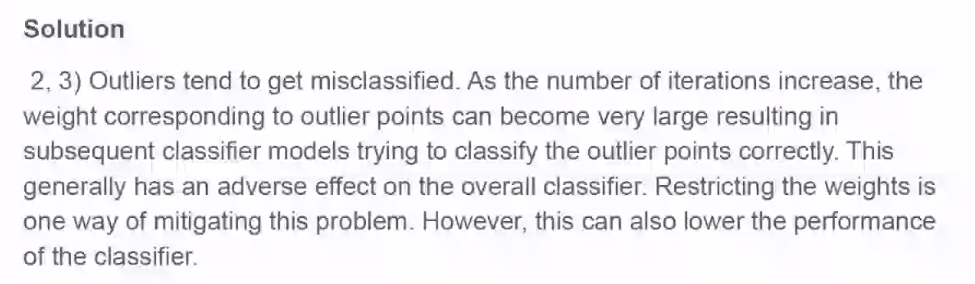 Solution
2, 3) Outliers tend to get misclassified. As the number of iterations increase, the
weight corresponding to outlier points can become very large resulting in
subsequent classifier models trying to classify the outlier points correctly. This
generally has an adverse effect on the overall classifier. Restricting the weights is
one way of mitigating this problem. However, this can also lower the performance
of the classifier.